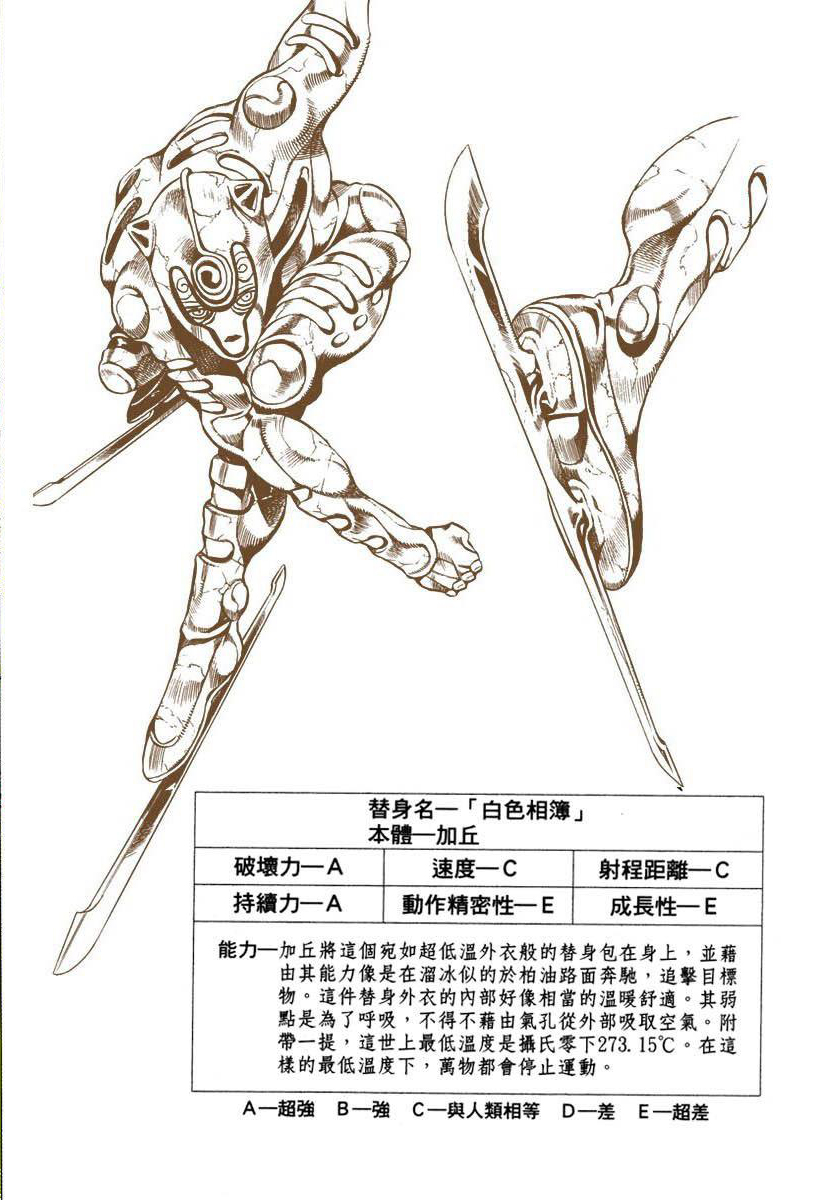 替身名—「白色相簿」
本體—加丘
破壞力—A 速度—C 射程距離—C
持續力—A 動作精密性—E 成長性—E
能力—加丘將這個宛如超低溫外衣般的替身包在身上，並藉
由其能力像是在溜冰似的於柏油路面奔馳，追擊目標
物。這件替身外衣的內部好像相當的溫暖舒適。其弱
點是為了呼吸，不得不藉由氣孔從外部吸取空氣。附
帶一提，這世上最低溫度是攝氏零下273.15℃。在這
樣的最低溫度下，萬物都會停止運動。
A—超強 B—強 C—與人類相等 D—差 E—超差